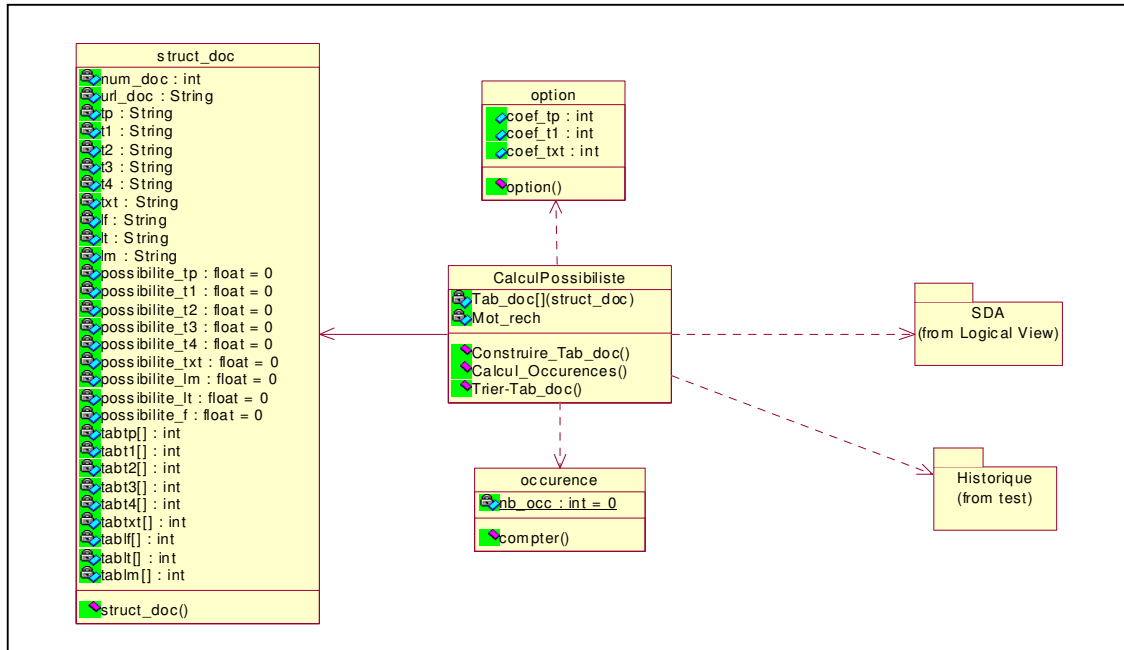 struct_doc
num_doc : int
url_doc : String
tp : String
t1 : String
t2 : String
t3 : String
t4 : String
txt : String
lf : String
lt : String
lm : String
possibilite_tp : float = 0
possibilite_t1 : float = 0
possibilite_t2 : float = 0
possibilite_t3 : float = 0
possibilite_t4 : float = 0
possibilite_txt : float = 0
possibilite_lm : float = 0
possibilite_lt : float = 0
possibilite_f : float = 0
tabtp[] : int
tabt1[] : int
tabt2[] : int
tabt3[] : int
tabt4[] : int
tabtxt[] : int
tablf[] : int
tablt[] : int
tablm[] : int
struct_doc()
option
coef_tp : int
coef_t1 : int
coef_txt : int
option()
CalculPossibiliste
Tab_doc[](struct_doc)
Mot_rech
Construire_Tab_doc()
Calcul_Occurences()
Trier-Tab_doc()
occurence
nb_occ : int = 0
compter()
SDA
(from Logical View)
Historique
(from test)